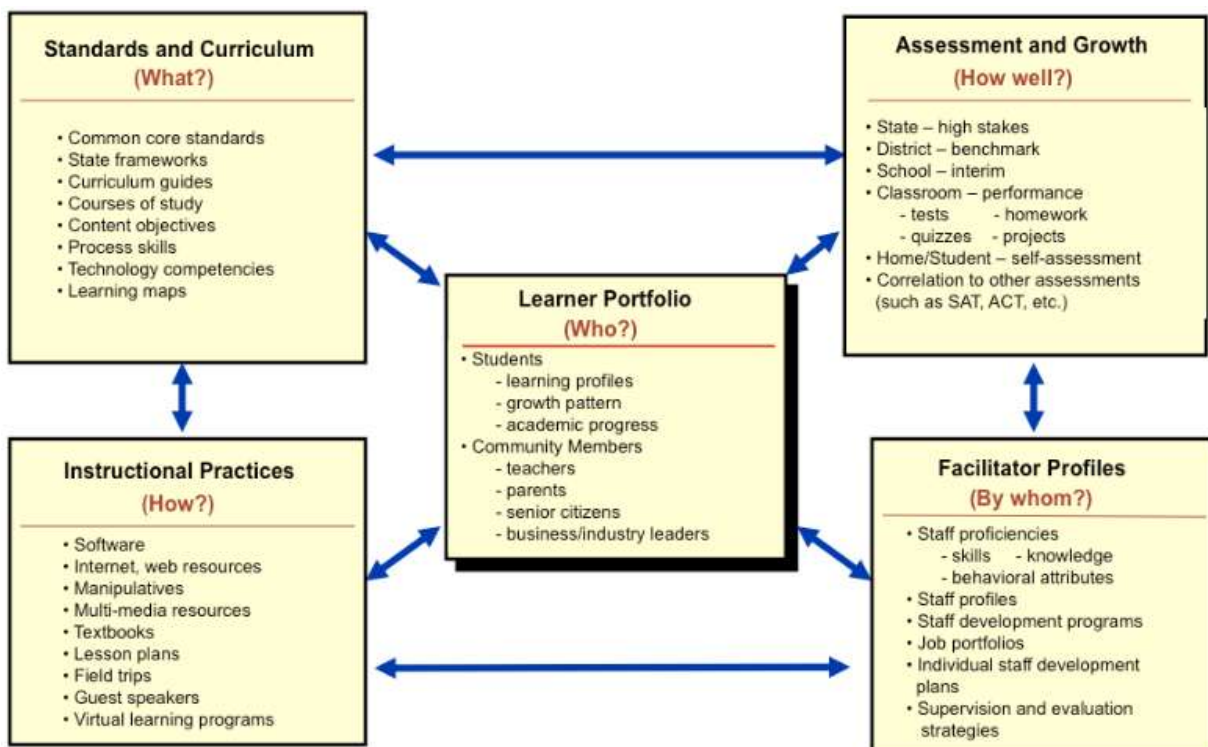 Standards and Curriculum
(What?)
• Common core standards
• State frameworks
• Curriculum guides
• Courses of study
• Content objectives
• Process skills
• Technology competencies
• Learning maps
Assessment and Growth
(How well?)
• State – high stakes
• District – benchmark
• School – interim
• Classroom – performance
- tests - homework
- quizzes - projects
• Home/Student – self-assessment
• Correlation to other assessments
(such as SAT, ACT, etc.)
Learner Portfolio
(Who?)
• Students
- learning profiles
- growth pattern
- academic progress
• Community Members
- teachers
- parents
- senior citizens
- business/industry leaders
Instructional Practices
(How?)
• Software
• Internet, web resources
• Manipulatives
• Multi-media resources
• Textbooks
• Lesson plans
• Field trips
• Guest speakers
• Virtual learning programs
Facilitator Profiles
(By whom?)
• Staff proficiencies
- skills - knowledge
- behavioral attributes
• Staff profiles
• Staff development programs
• Job portfolios
• Individual staff development
plans
• Supervision and evaluation
strategies